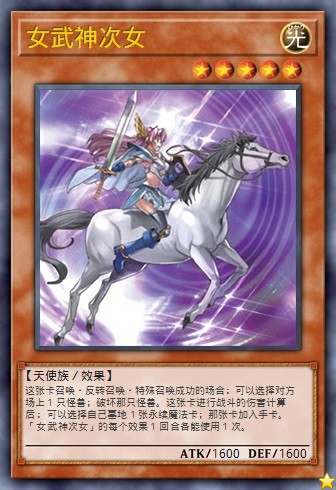 女武神次女
光
【天使族／效果】
这张卡召唤·反转召唤·特殊召唤成功的场合；可以选择对方
场上１只怪兽；破坏那只怪兽。这张卡进行战斗的伤害计算
后；可以选择自己墓地１张永续魔法卡；那张卡加入手卡。
「女武神次女」的每个效果１回合各能使用１次。
ATK/1600 DEF/1600